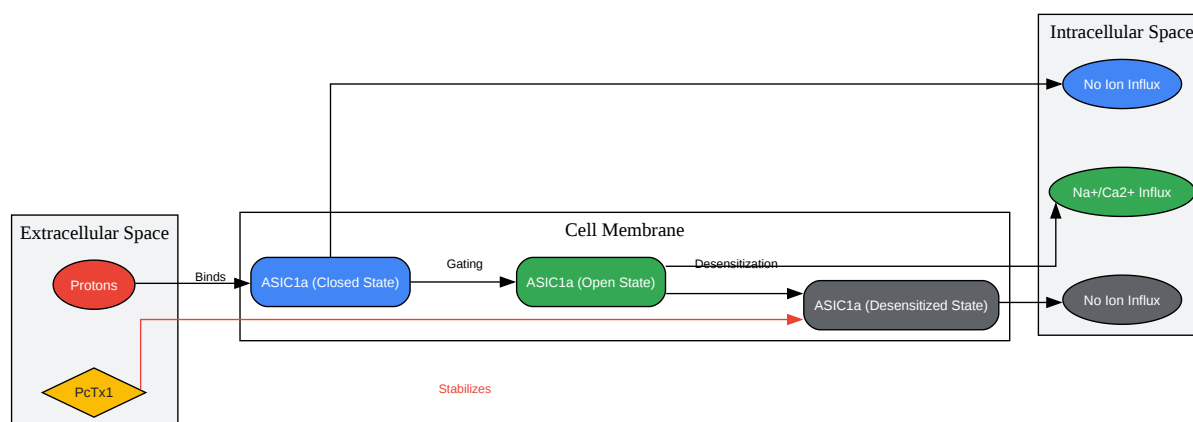 Intracellular Space
No Ion Influx
Na+/Ca2+ Influx
Extracellular Space
Cell Membrane
Protons
Binds
ASIC1a (Closed State)
Gating
ASIC1a (Open State)
Desensitization
ASIC1a (Desensitized State)
No Ion Influx
PcTx1
Stabilizes